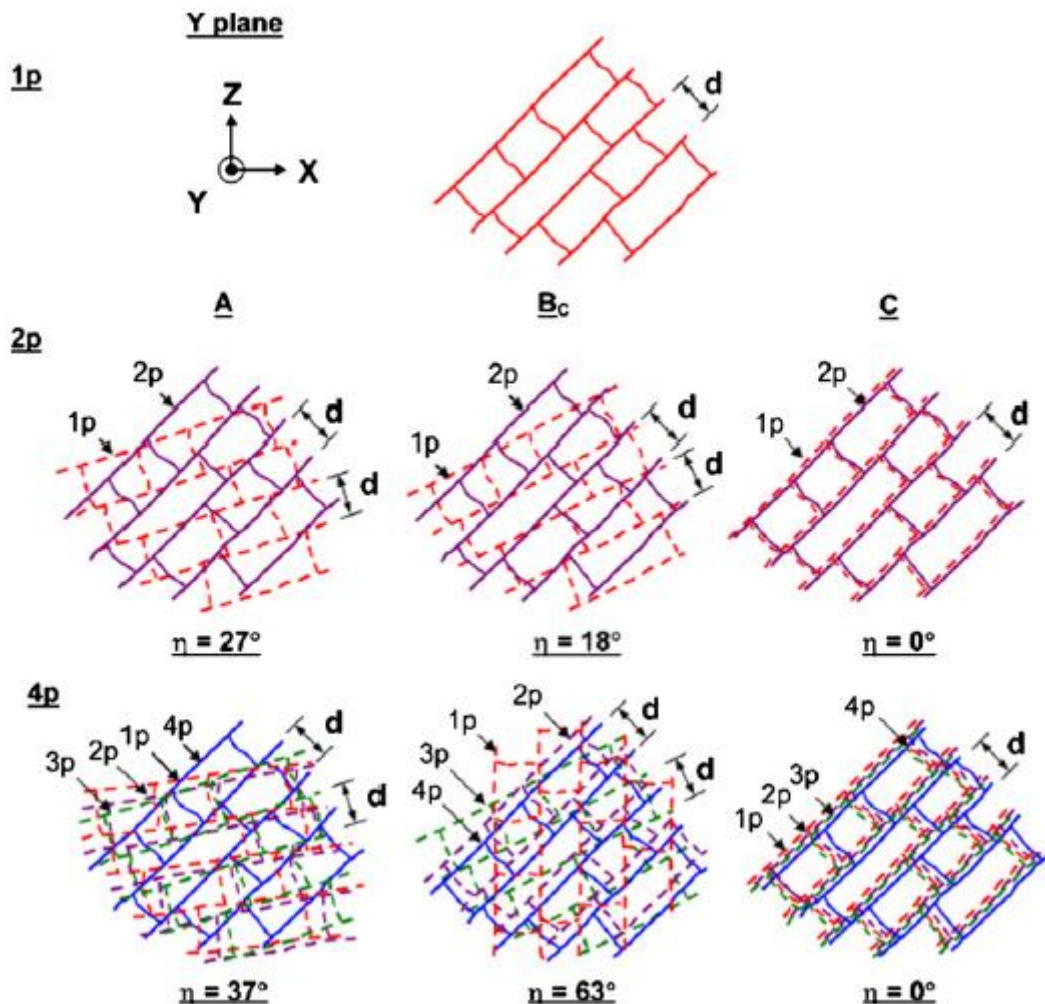 Y plane
1p
Z
X
Y
d
A
B_C
C
2p
2p
1p
d
d
2p
1p
d
d
2p
1p
d
η = 27°
η = 18°
η = 0°
4p
4p
1p
2p
3p
d
d
2p
1p
3p
4p
d
d
4p
3p
2p
1p
d
η = 37°
η = 63°
η = 0°